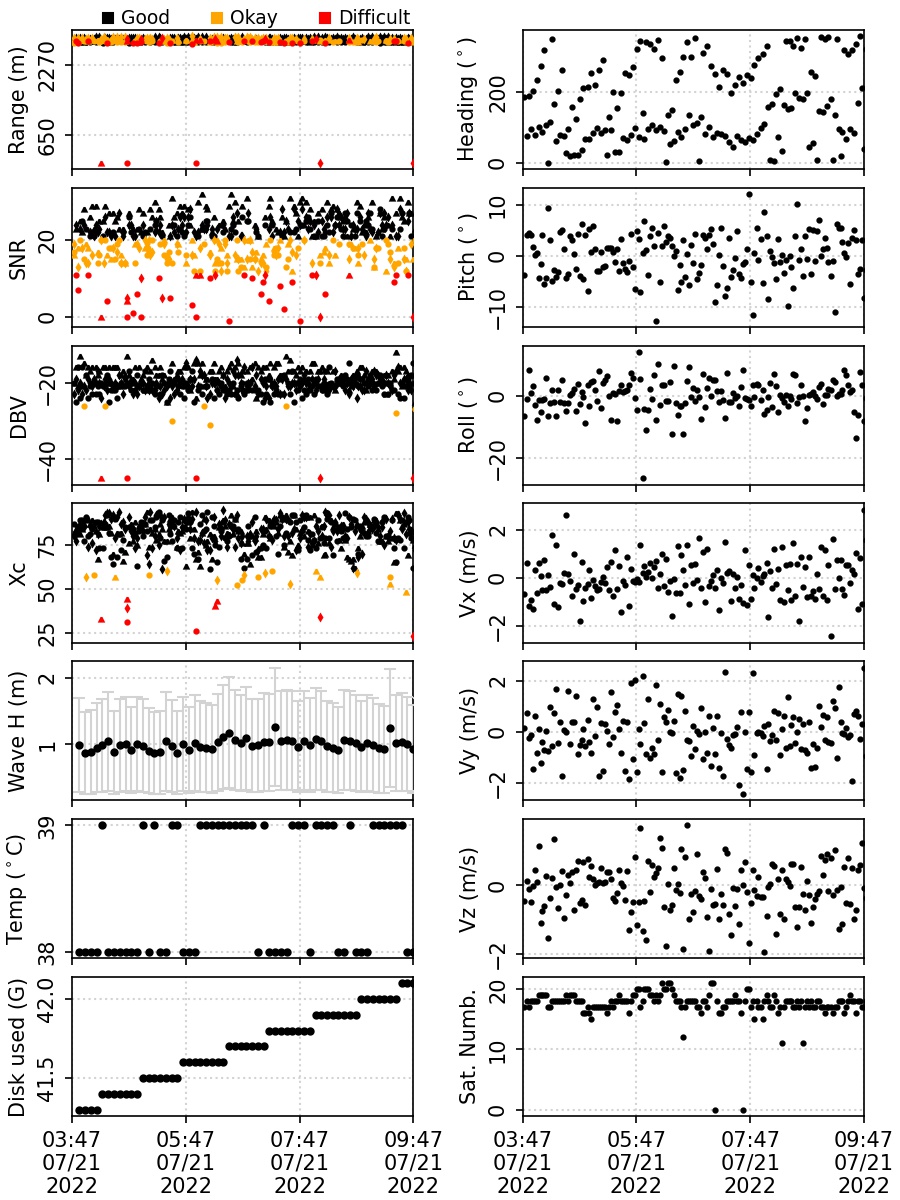 Good Okay Difficult
Range (m)
2270
650
Heading (°)
200
0
SNR
20
0
Pitch (°)
10
0
−10
DBV
−20
−40
Roll (°)
0
−20
Xc
75
50
25
Vx (m/s)
2
0
−2
Wave H (m)
2
1
Vy (m/s)
2
0
−2
Temp (°C)
39
38
Vz (m/s)
0
−2
Disk used (G)
42.0
41.5
Sat. Numb.
20
10
0
03:47 05:47 07:47 09:47 03:47 05:47 07:47 09:47
07/21 07/21 07/21 07/21 07/21 07/21 07/21 07/21
2022 2022 2022 2022 2022 2022 2022 2022